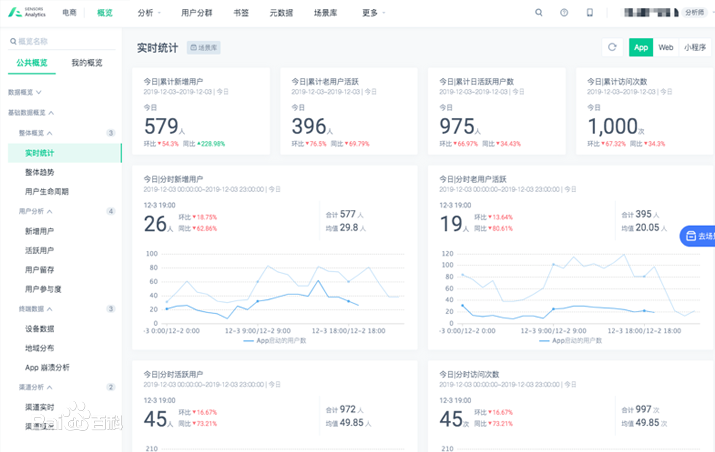 SENSORS
Analytics
电商
概览
分析
用户分群
书签
元数据
场景库
更多
分析师
概览名称
公共概览
我的概览
数据概览
基础数据概览
整体概览
3
实时统计
整体趋势
用户生命周期
用户分析
4
新增用户
活跃用户
用户留存
用户参与度
终端数据
3
设备数据
地域分布
App 崩溃分析
渠道分析
2
渠道实时
Bai百科
实时统计
场景库
App
Web
小程序
今日|累计新增用户
2019-12-03~2019-12-03 | 今日
今日
579人
环比▼54.3% 同比▲228.98%
今日|累计老用户活跃
2019-12-03~2019-12-03 | 今日
今日
396人
环比▼76.5% 同比▼69.79%
今日|累计日活跃用户数
2019-12-03~2019-12-03 | 今日
今日
975人
环比▼66.97% 同比▼34.43%
今日|累计访问次数
2019-12-03~2019-12-03 | 今日
今日
1,000次
环比▼67.32% 同比▼34.3%
今日|分时新增用户
2019-12-03 00:00:00~2019-12-03 23:00:00 | 今日
12-3 19:00
26人
环比▼18.75%
同比▼62.86%
合计 577 人
均值 29.8 人
100
80
60
40
20
0
-3 0:00/12-2 0:00
12-3 9:00/12-2 9:00
12-3 18:00/12-2 18:00
App启动的用户数
今日|分时老用户活跃
2019-12-03 00:00:00~2019-12-03 23:00:00 | 今日
12-3 19:00
19人
环比▼13.64%
同比▼80.61%
合计 395 人
均值 20.05 人
120
100
80
60
40
20
0
-3 0:00/12-2 0:00
12-3 9:00/12-2 9:00
12-3 18:00/12-2 18:00
App启动的用户数
去场
今日|分时活跃用户
2019-12-03 00:00:00~2019-12-03 23:00:00 | 今日
12-3 19:00
45人
环比▼16.67%
同比▼73.21%
合计 972 人
均值 49.85 人
210
今日|分时访问次数
2019-12-03 00:00:00~2019-12-03 23:00:00 | 今日
12-3 19:00
45次
环比▼16.67%
同比▼73.21%
合计 997 次
均值 49.85 次
210